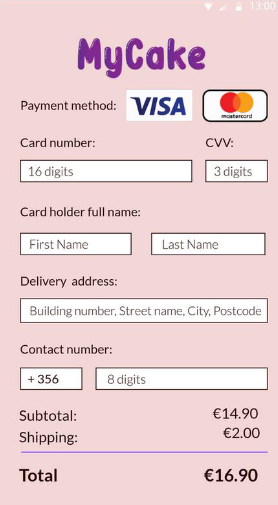 13:00
MyCake
Payment method: VISA mastercard
Card number: CVV:
16 digits 3 digits
Card holder full name:
First Name Last Name
Delivery address:
Building number, Street name, City, Postcode
Contact number:
+ 356 8 digits
Subtotal: €14.90
Shipping: €2.00
Total €16.90